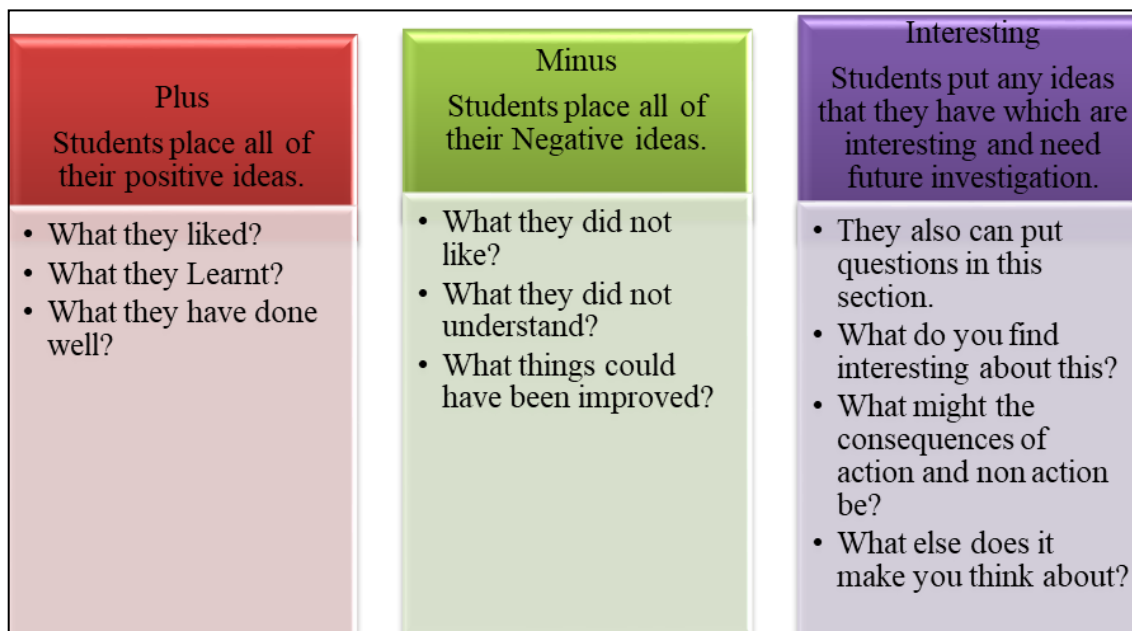 Plus
Students place all of
their positive ideas.
• What they liked?
• What they Learnt?
• What they have done
well?
Minus
Students place all of
their Negative ideas.
• What they did not
like?
• What they did not
understand?
• What things could
have been improved?
Interesting
Students put any ideas
that they have which are
interesting and need
future investigation.
• They also can put
questions in this
section.
• What do you find
interesting about this?
• What might the
consequences of
action and non action
be?
• What else does it
make you think about?